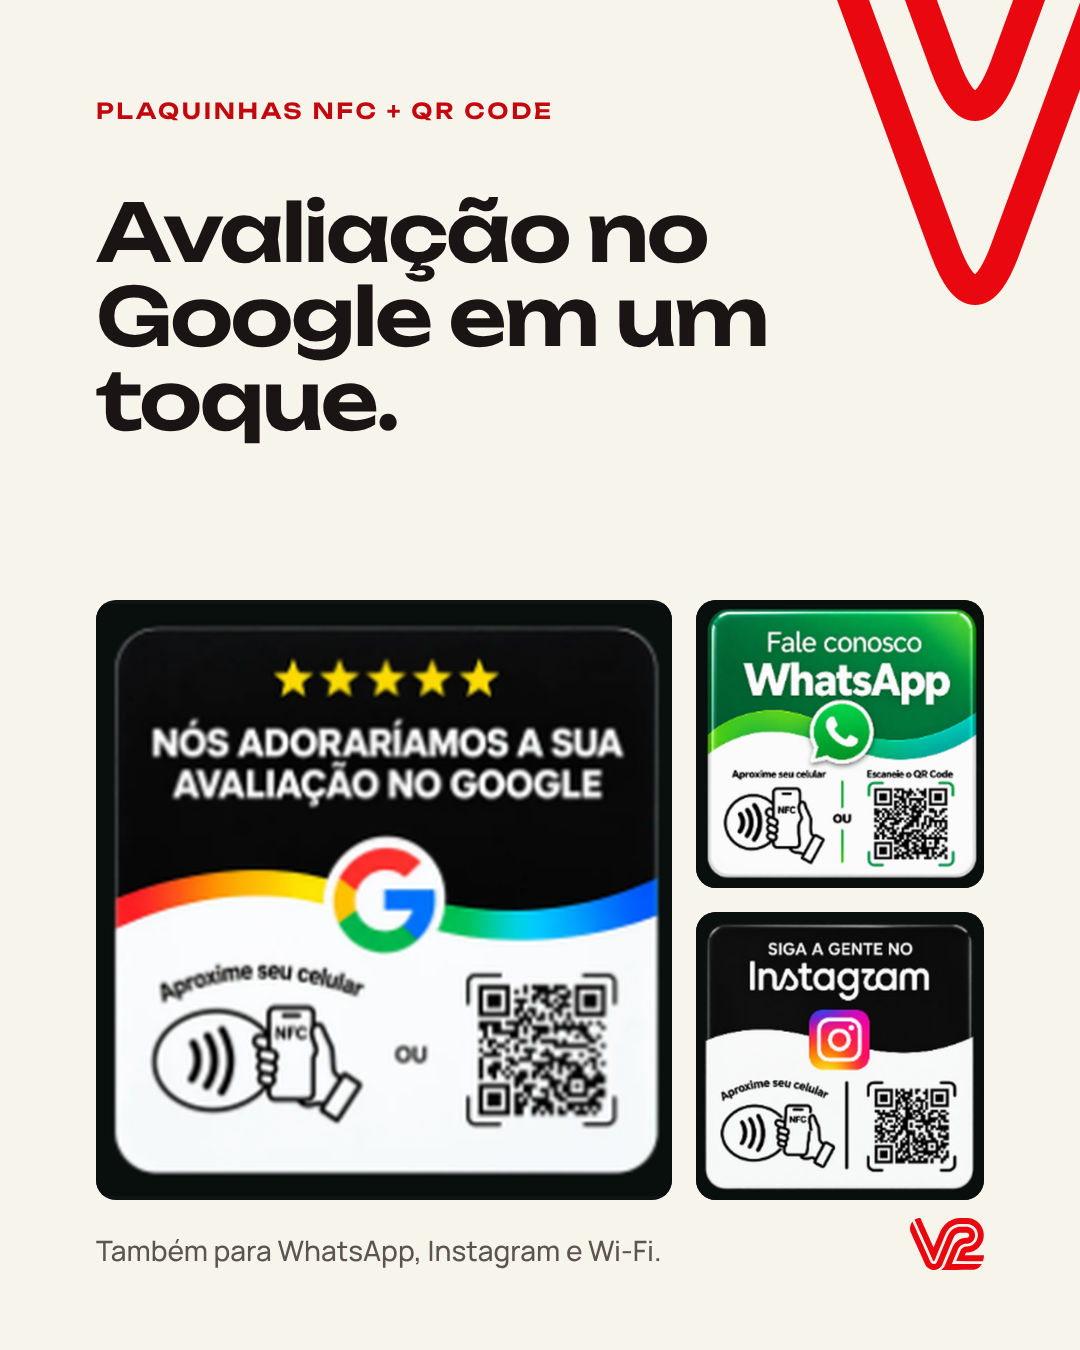 PLAQUINHAS NFC + QR CODE
Avaliação no
Google em um
toque.
NÓS ADORARÍAMOS A SUA
AVALIAÇÃO NO GOOGLE
Aproxime seu celular
NFC
OU
Fale conosco
WhatsApp
Aproxime seu celular
Escaneie o QR Code
NFC
OU
SIGA A GENTE NO
Instagram
Aproxime seu celular
NFC
Também para WhatsApp, Instagram e Wi-Fi.
V2